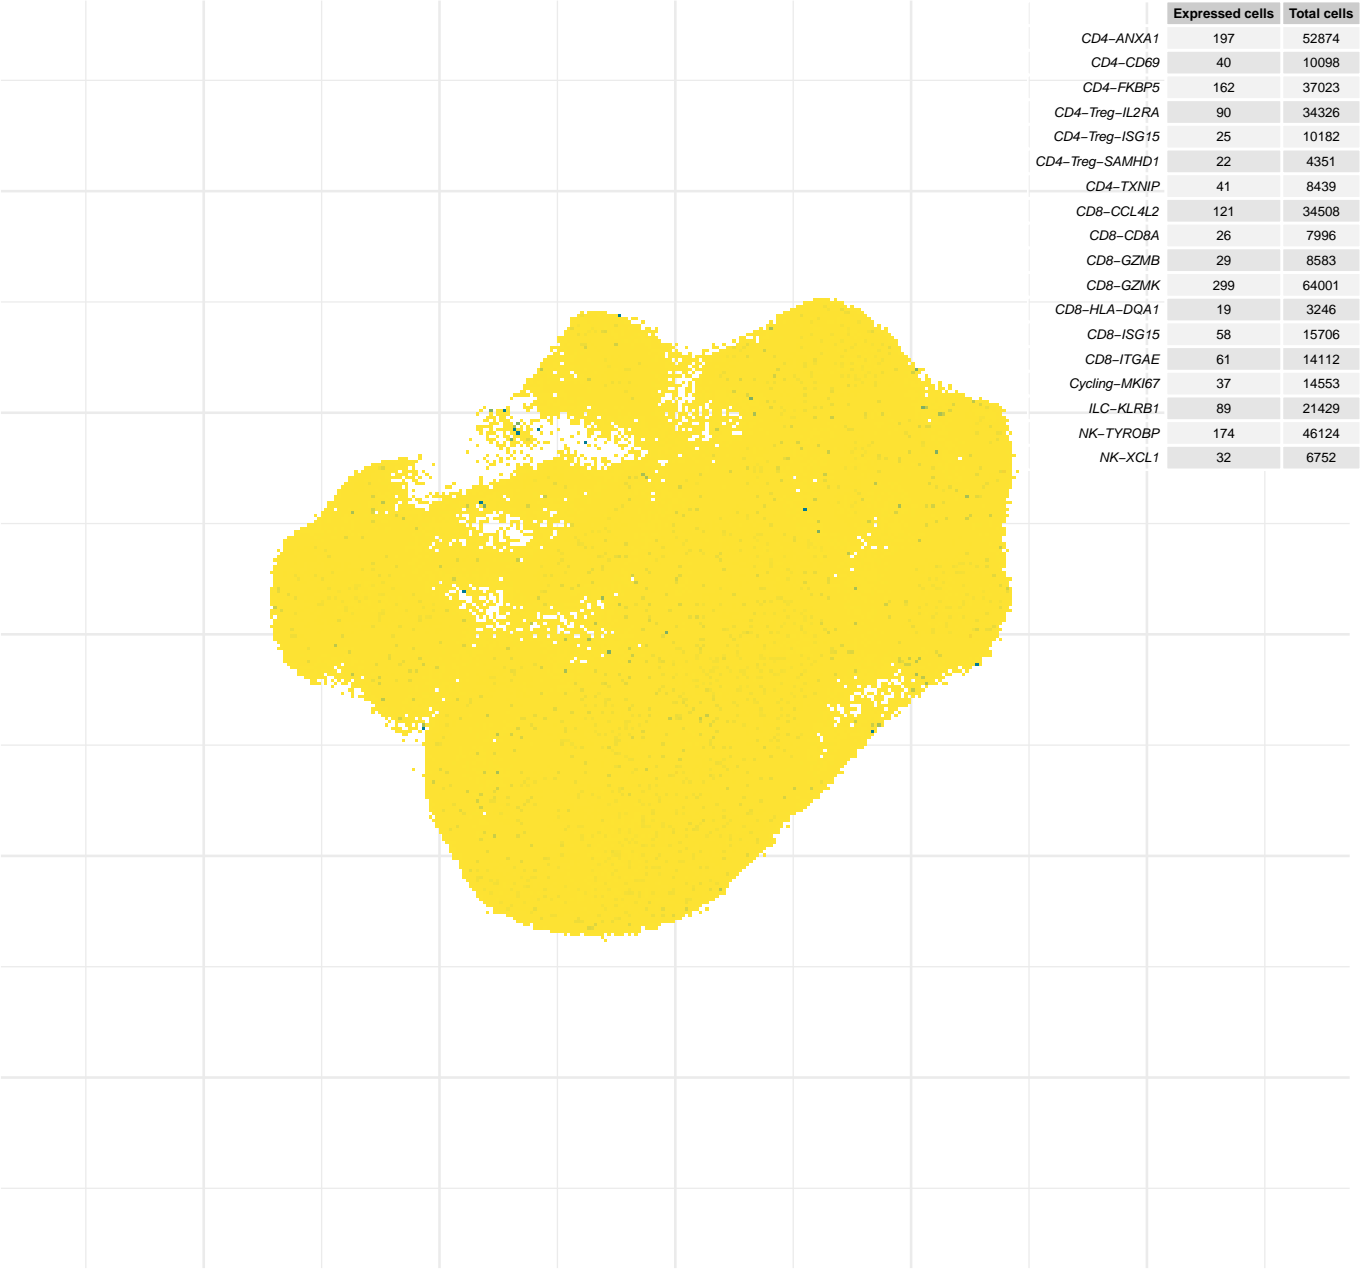 Expressed cells Total cells
CD4−ANXA1 197 52874
CD4−CD69 40 10098
CD4−FKBP5 162 37023
CD4−Treg−IL2RA 90 34326
CD4−Treg−ISG15 25 10182
CD4−Treg−SAMHD1 22 4351
CD4−TXNIP 41 8439
CD8−CCL4L2 121 34508
CD8−CD8A 26 7996
CD8−GZMB 29 8583
CD8−GZMK 299 64001
CD8−HLA−DQA1 19 3246
CD8−ISG15 58 15706
CD8−ITGAE 61 14112
Cycling−MKI67 37 14553
ILC−KLRB1 89 21429
NK−TYROBP 174 46124
NK−XCL1 32 6752